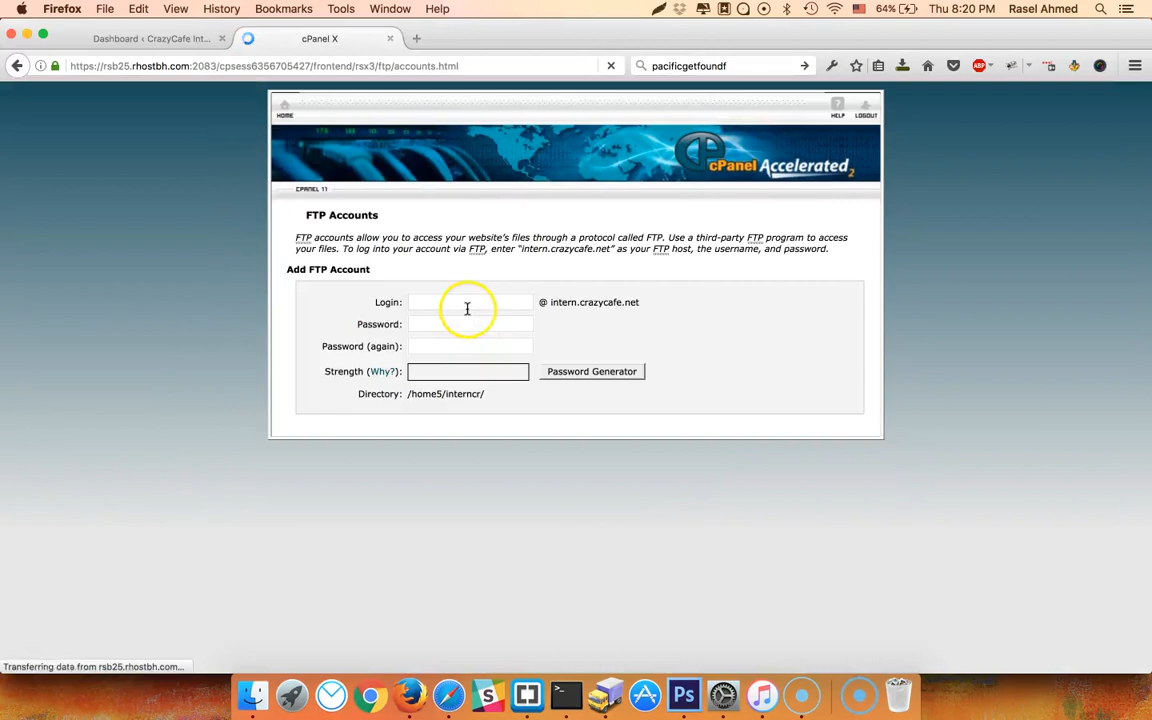 Firefox File Edit View History Bookmarks Tools Window Help 64% Thu 8:20 PM Rasel Ahmed
Dashboard ‹ CrazyCafe Int... × cPanel X × +
https://rsb25.rhostbh.com:2083/cpsess6356705427/frontend/rsx3/ftp/accounts.html pacificgetfoundf ABP
HOME HELP LOGOUT
cP cPanel Accelerated2
CPANEL 11
FTP Accounts
FTP accounts allow you to access your website's files through a protocol called FTP. Use a third-party FTP program to access
your files. To log into your account via FTP, enter "intern.crazycafe.net" as your FTP host, the username, and password.
Add FTP Account
Login: @ intern.crazycafe.net
Password:
Password (again):
Strength (Why?): Password Generator
Directory: /home5/interncr/
Transferring data from rsb25.rhostbh.com...
S >_ Ps